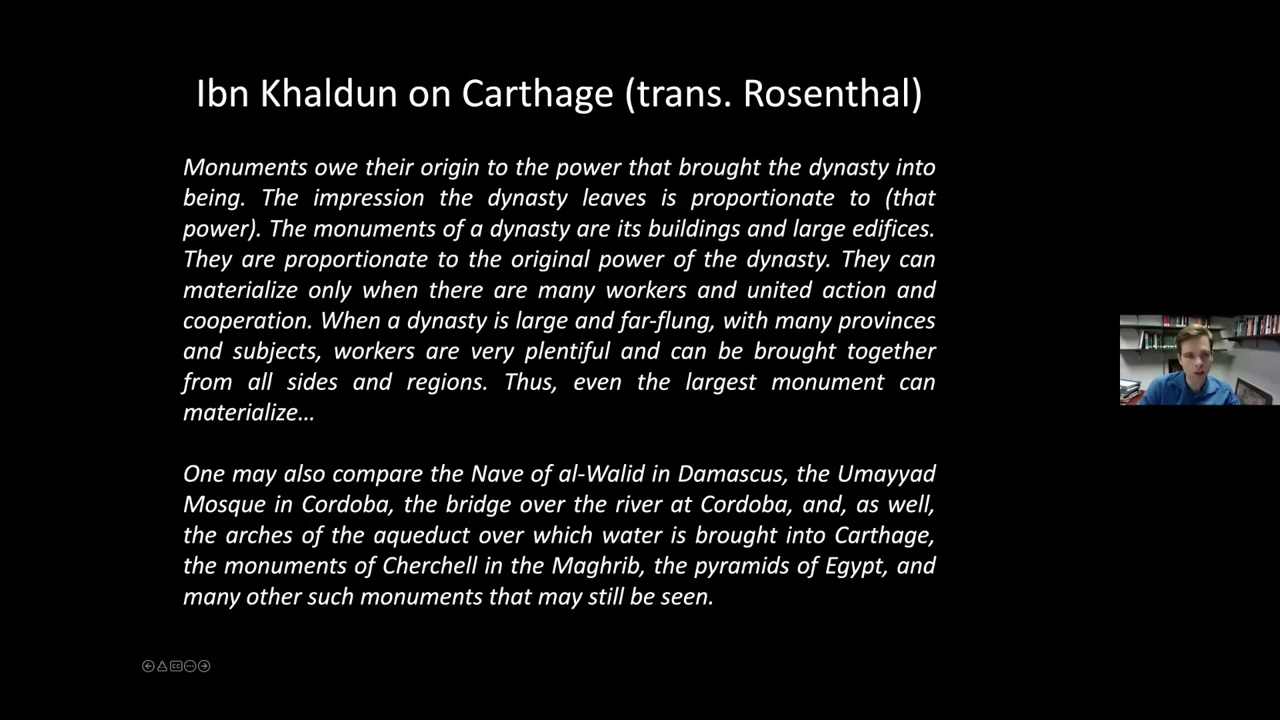 Ibn Khaldun on Carthage (trans. Rosenthal)
Monuments owe their origin to the power that brought the dynasty into
being. The impression the dynasty leaves is proportionate to (that
power). The monuments of a dynasty are its buildings and large edifices.
They are proportionate to the original power of the dynasty. They can
materialize only when there are many workers and united action and
cooperation. When a dynasty is large and far-flung, with many provinces
and subjects, workers are very plentiful and can be brought together
from all sides and regions. Thus, even the largest monument can
materialize…
One may also compare the Nave of al-Walid in Damascus, the Umayyad
Mosque in Cordoba, the bridge over the river at Cordoba, and, as well,
the arches of the aqueduct over which water is brought into Carthage,
the monuments of Cherchell in the Maghrib, the pyramids of Egypt, and
many other such monuments that may still be seen.